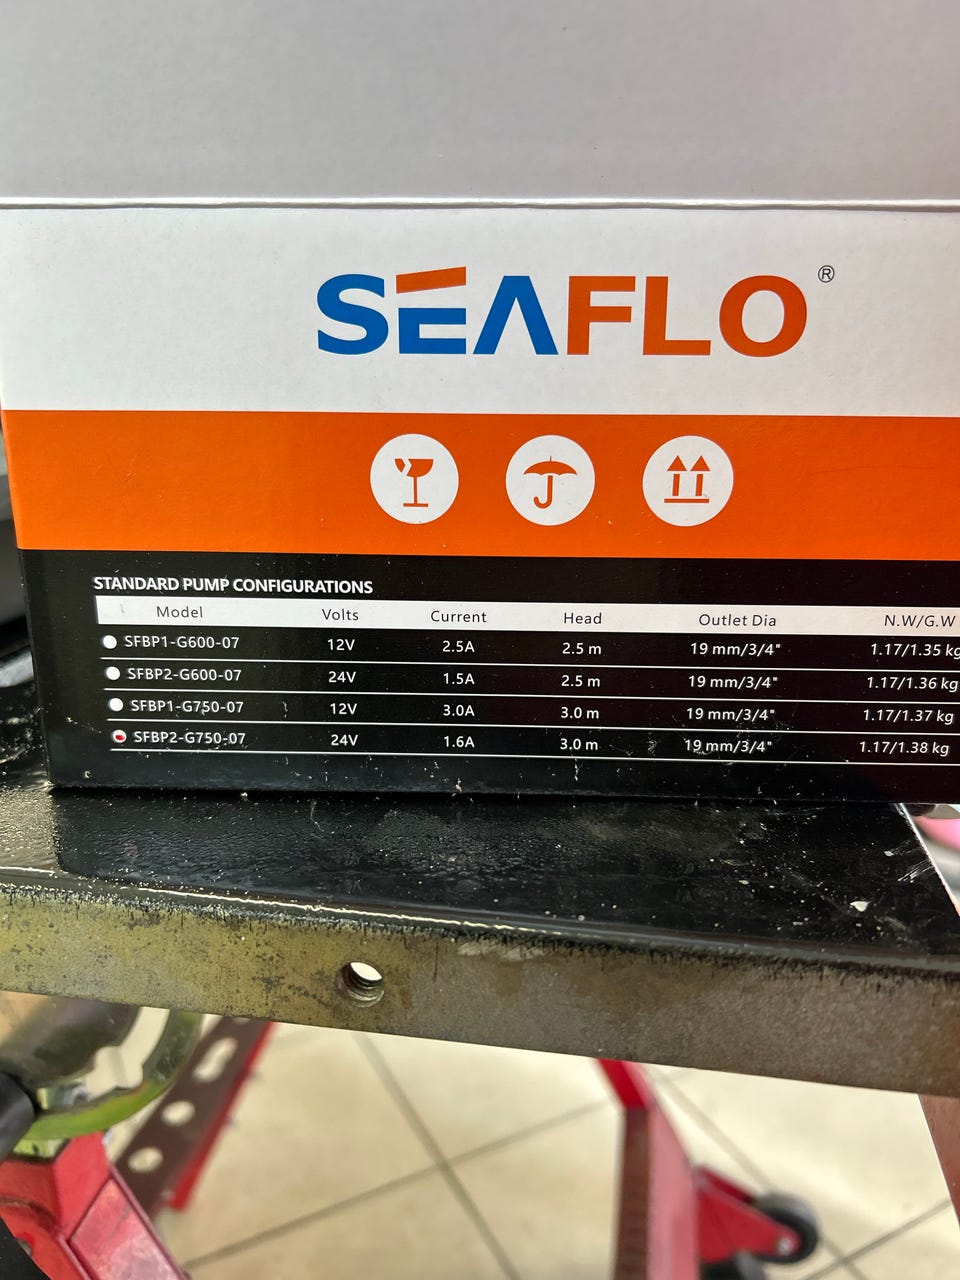 SEAFLO®
STANDARD PUMP CONFIGURATIONS
Model Volts Current Head Outlet Dia N.W/G.W
SFBP1-G600-07 12V 2.5A 2.5 m 19 mm/3/4" 1.17/1.35 kg
SFBP2-G600-07 24V 1.5A 2.5 m 19 mm/3/4" 1.17/1.36 kg
SFBP1-G750-07 12V 3.0A 3.0 m 19 mm/3/4" 1.17/1.37 kg
SFBP2-G750-07 24V 1.6A 3.0 m 19 mm/3/4" 1.17/1.38 kg